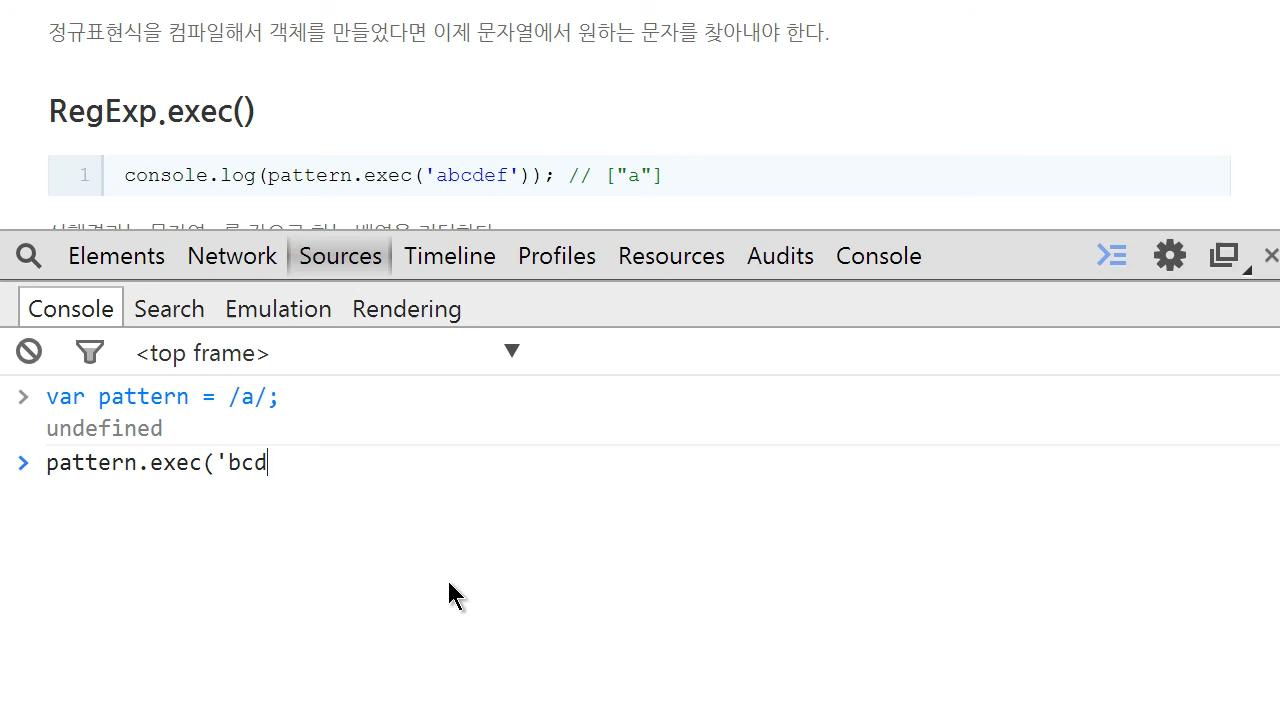 정규표현식을 컴파일해서 객체를 만들었다면 이제 문자열에서 원하는 문자를 찾아내야 한다.
RegExp.exec()
1 console.log(pattern.exec('abcdef')); // ["a"]
Elements Network Sources Timeline Profiles Resources Audits Console
Console Search Emulation Rendering
<top frame>
var pattern = /a/;
undefined
pattern.exec('bcd